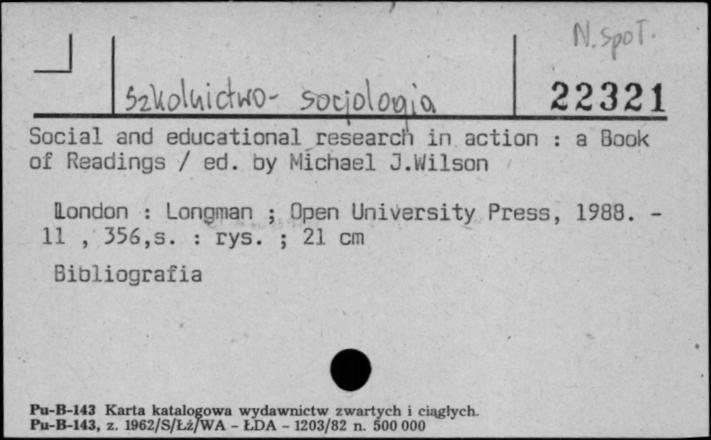 N. społ.
Szkolnictwo- socjologia
22321
Social and educational research in action : a Book
of Readings / ed. by Michael J.Wilson
London : Longman ; Open University Press, 1988. -
11 , 356,s. : rys. ; 21 cm
Bibliografia
Pu-B-143 Karta katalogowa wydawnictw zwartych i ciągłych.
Pu-B-143, z. 1962/S/Łż/WA - ŁDA - 1203/82 n. 500 000